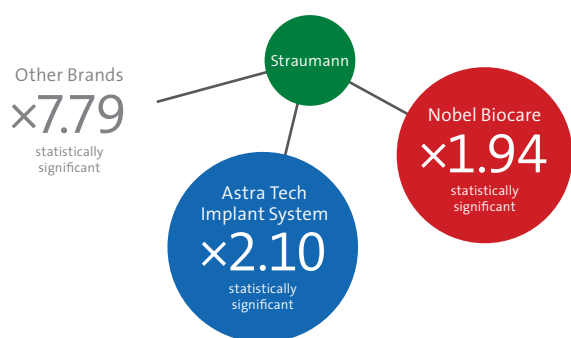 Straumann
Other Brands
×7.79
statistically
significant
Nobel Biocare
×1.94
statistically
significant
Astra Tech
Implant System
×2.10
statistically
significant